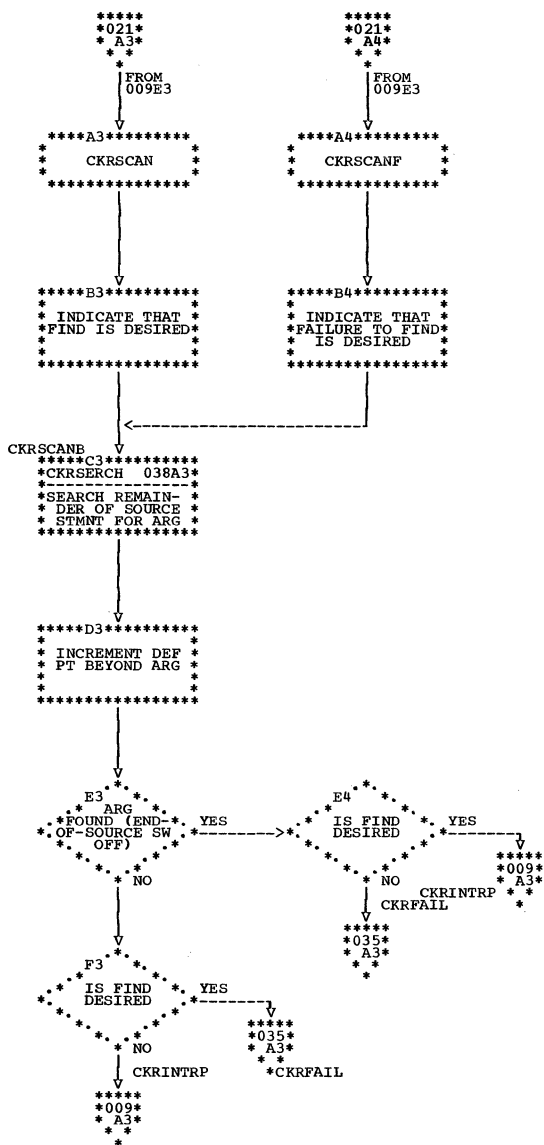 021
A3
021
A4
FROM
009E3
FROM
009E3
A3
CKRSCAN
A4
CKRSCANF
B3
INDICATE THAT
FIND IS DESIRED
B4
INDICATE THAT
FAILURE TO FIND
IS DESIRED
CKRSCANB
C3
CKRSERCH 038A3
SEARCH REMAIN-
DER OF SOURCE
STMNT FOR ARG
D3
INCREMENT DEF
PT BEYOND ARG
E3
ARG
FOUND (END-
OF-SOURCE SW
OFF)
YES
NO
E4
IS FIND
DESIRED
YES
NO
CKRINTRP
009
A3
CKRFAIL
035
A3
F3
IS FIND
DESIRED
YES
NO
035
A3
CKRFAIL
CKRINTRP
009
A3